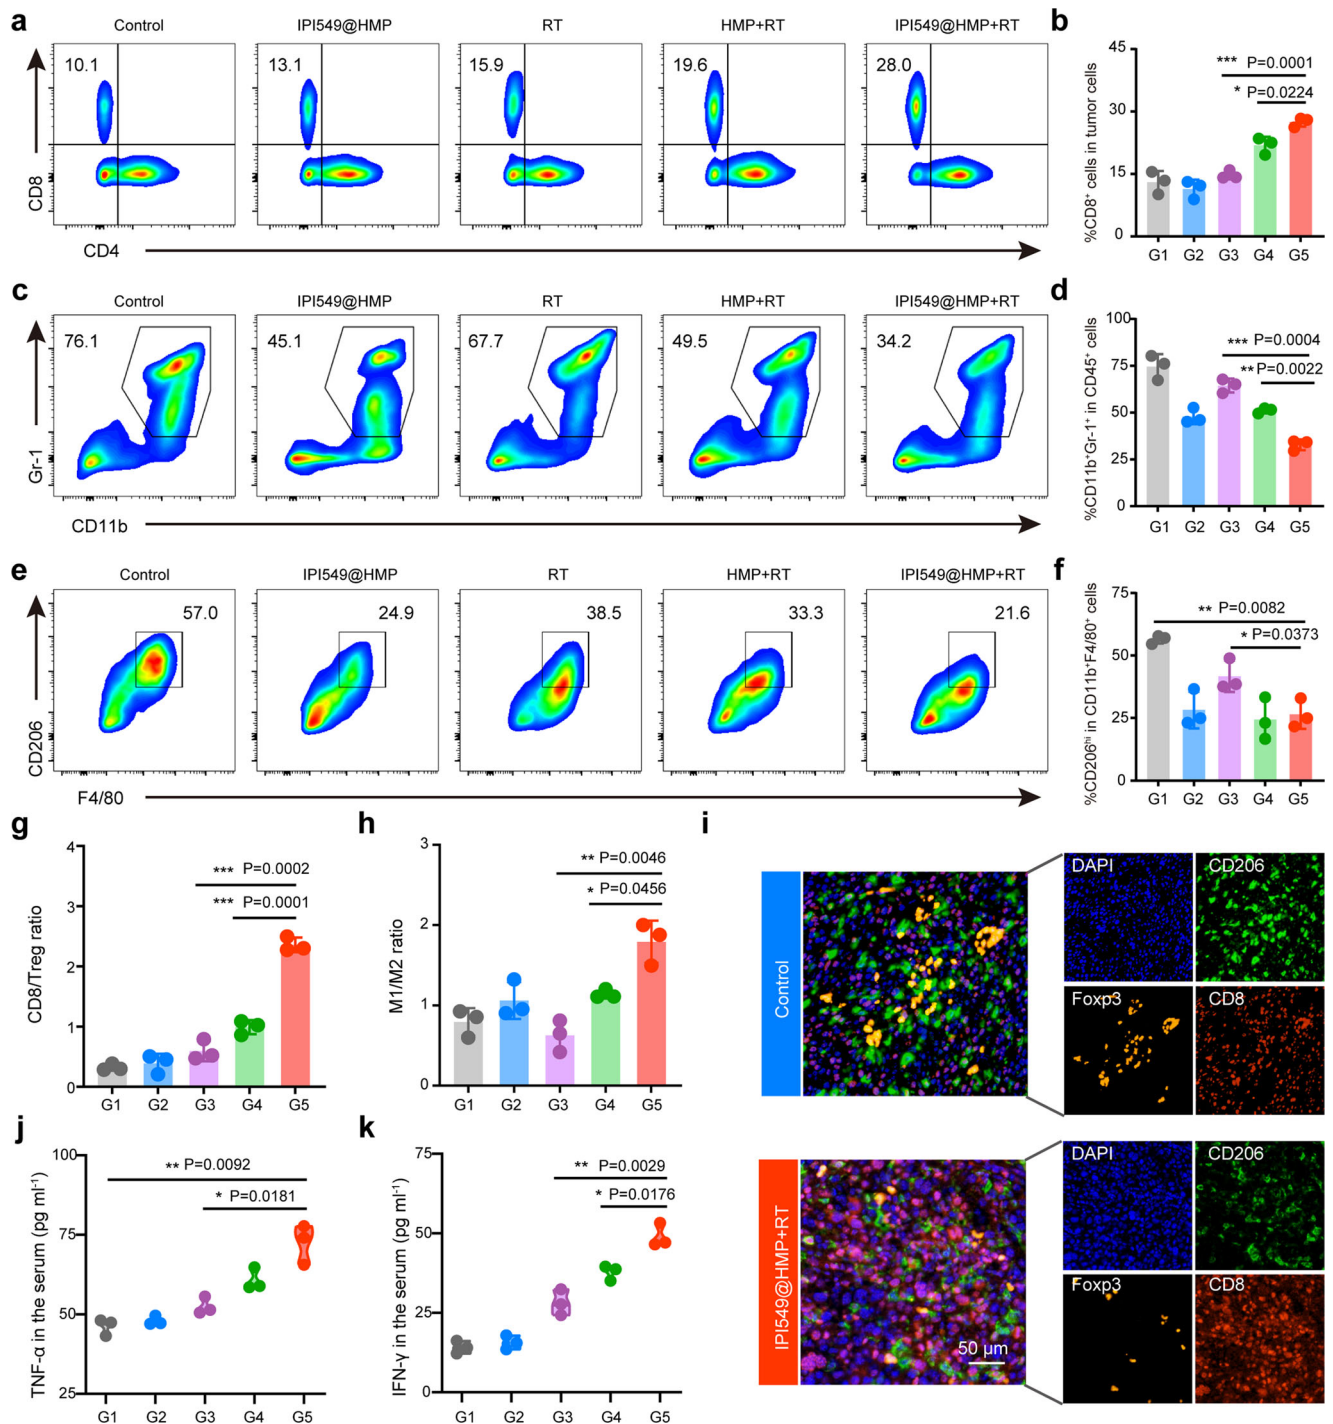 a
Control IPI549@HMP RT HMP+RT IPI549@HMP+RT
10.1 13.1 15.9 19.6 28.0
CD8
CD4
b
%CD8⁺ cells in tumor cells
45
30
15
0
*** P=0.0001
* P=0.0224
G1 G2 G3 G4 G5
c
Control IPI549@HMP RT HMP+RT IPI549@HMP+RT
76.1 45.1 67.7 49.5 34.2
Gr-1
CD11b
d
%CD11b⁺Gr-1⁺ in CD45⁺ cells
100
75
50
25
0
*** P=0.0004
** P=0.0022
G1 G2 G3 G4 G5
e
Control IPI549@HMP RT HMP+RT IPI549@HMP+RT
57.0 24.9 38.5 33.3 21.6
CD206
F4/80
f
%CD206ʰⁱ in CD11b⁺F4/80⁺ cells
75
50
25
0
** P=0.0082
* P=0.0373
G1 G2 G3 G4 G5
g
CD8/Treg ratio
4
3
2
1
0
*** P=0.0002
*** P=0.0001
G1 G2 G3 G4 G5
h
M1/M2 ratio
3
2
1
0
** P=0.0046
* P=0.0456
G1 G2 G3 G4 G5
i
Control
DAPI CD206
Foxp3 CD8
IPI549@HMP+RT
50 μm
DAPI CD206
Foxp3 CD8
j
TNF-α in the serum (pg ml⁻¹)
100
75
50
25
** P=0.0092
* P=0.0181
G1 G2 G3 G4 G5
k
IFN-γ in the serum (pg ml⁻¹)
75
50
25
0
** P=0.0029
* P=0.0176
G1 G2 G3 G4 G5